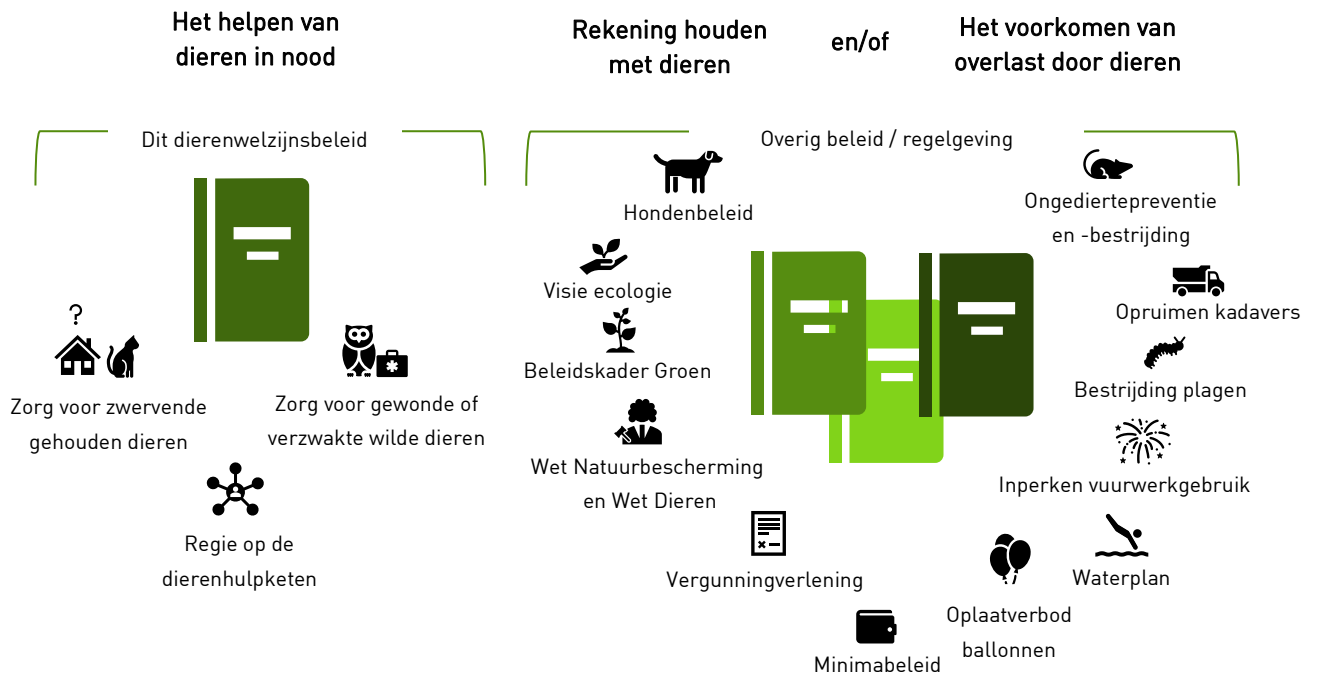 Het helpen van
dieren in nood
Dit dierenwelzijnsbeleid
?
Zorg voor zwervende
gehouden dieren
Zorg voor gewonde of
verzwakte wilde dieren
Regie op de
dierenhulpketen
Rekening houden
met dieren
en/of
Het voorkomen van
overlast door dieren
Overig beleid / regelgeving
Hondenbeleid
Visie ecologie
Beleidskader Groen
Wet Natuurbescherming
en Wet Dieren
Vergunningverlening
Minimabeleid
Oplaatverbod
ballonnen
Waterplan
Inperken vuurwerkgebruik
Bestrijding plagen
Opruimen kadavers
Ongediertepreventie
en -bestrijding